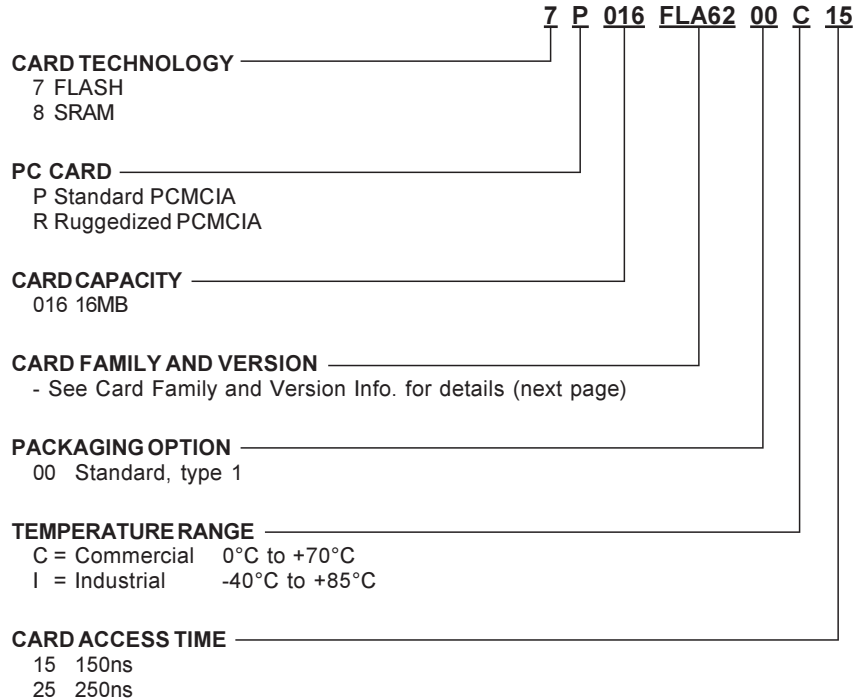 7 P 016 FLA62 00 C 15
CARD TECHNOLOGY
7 FLASH
8 SRAM
PC CARD
P Standard PCMCIA
R Ruggedized PCMCIA
CARD CAPACITY
016 16MB
CARD FAMILY AND VERSION
- See Card Family and Version Info. for details (next page)
PACKAGING OPTION
00 Standard, type 1
TEMPERATURE RANGE
C = Commercial 0°C to +70°C
I = Industrial -40°C to +85°C
CARD ACCESS TIME
15 150ns
25 250ns